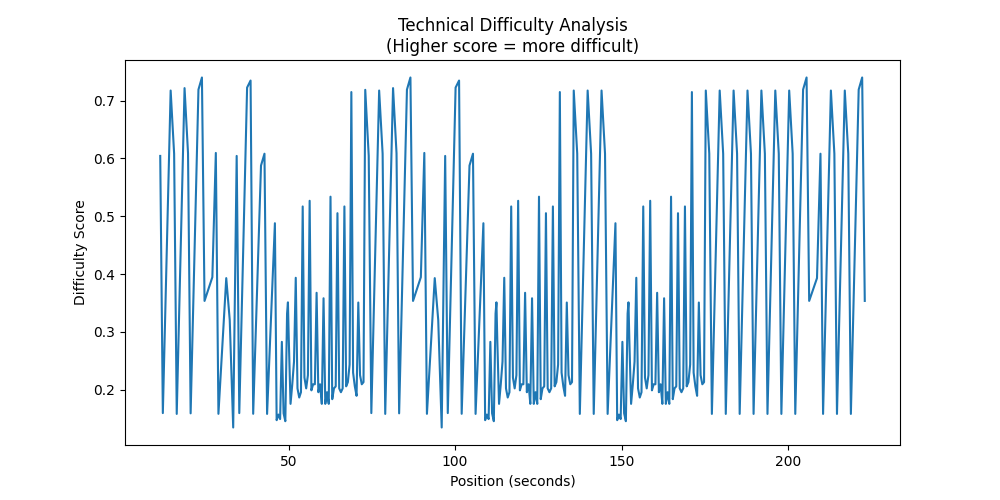 Technical Difficulty Analysis
(Higher score = more difficult)
Difficulty Score
0.7
0.6
0.5
0.4
0.3
0.2
50
100
150
200
Position (seconds)